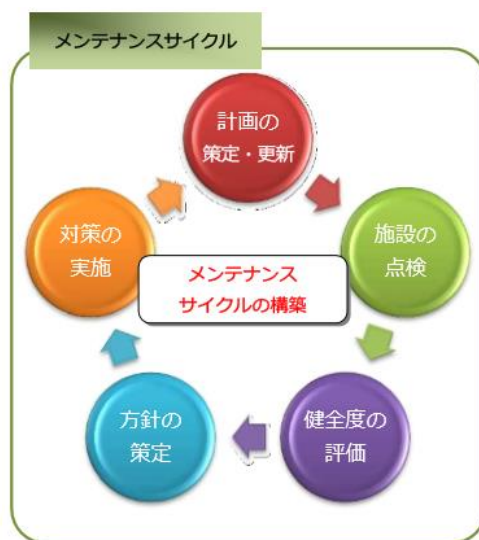 メンテナンスサイクル
計画の
策定・更新
施設の
点検
健全度の
評価
方針の
策定
対策の
実施
メンテナンス
サイクルの構築